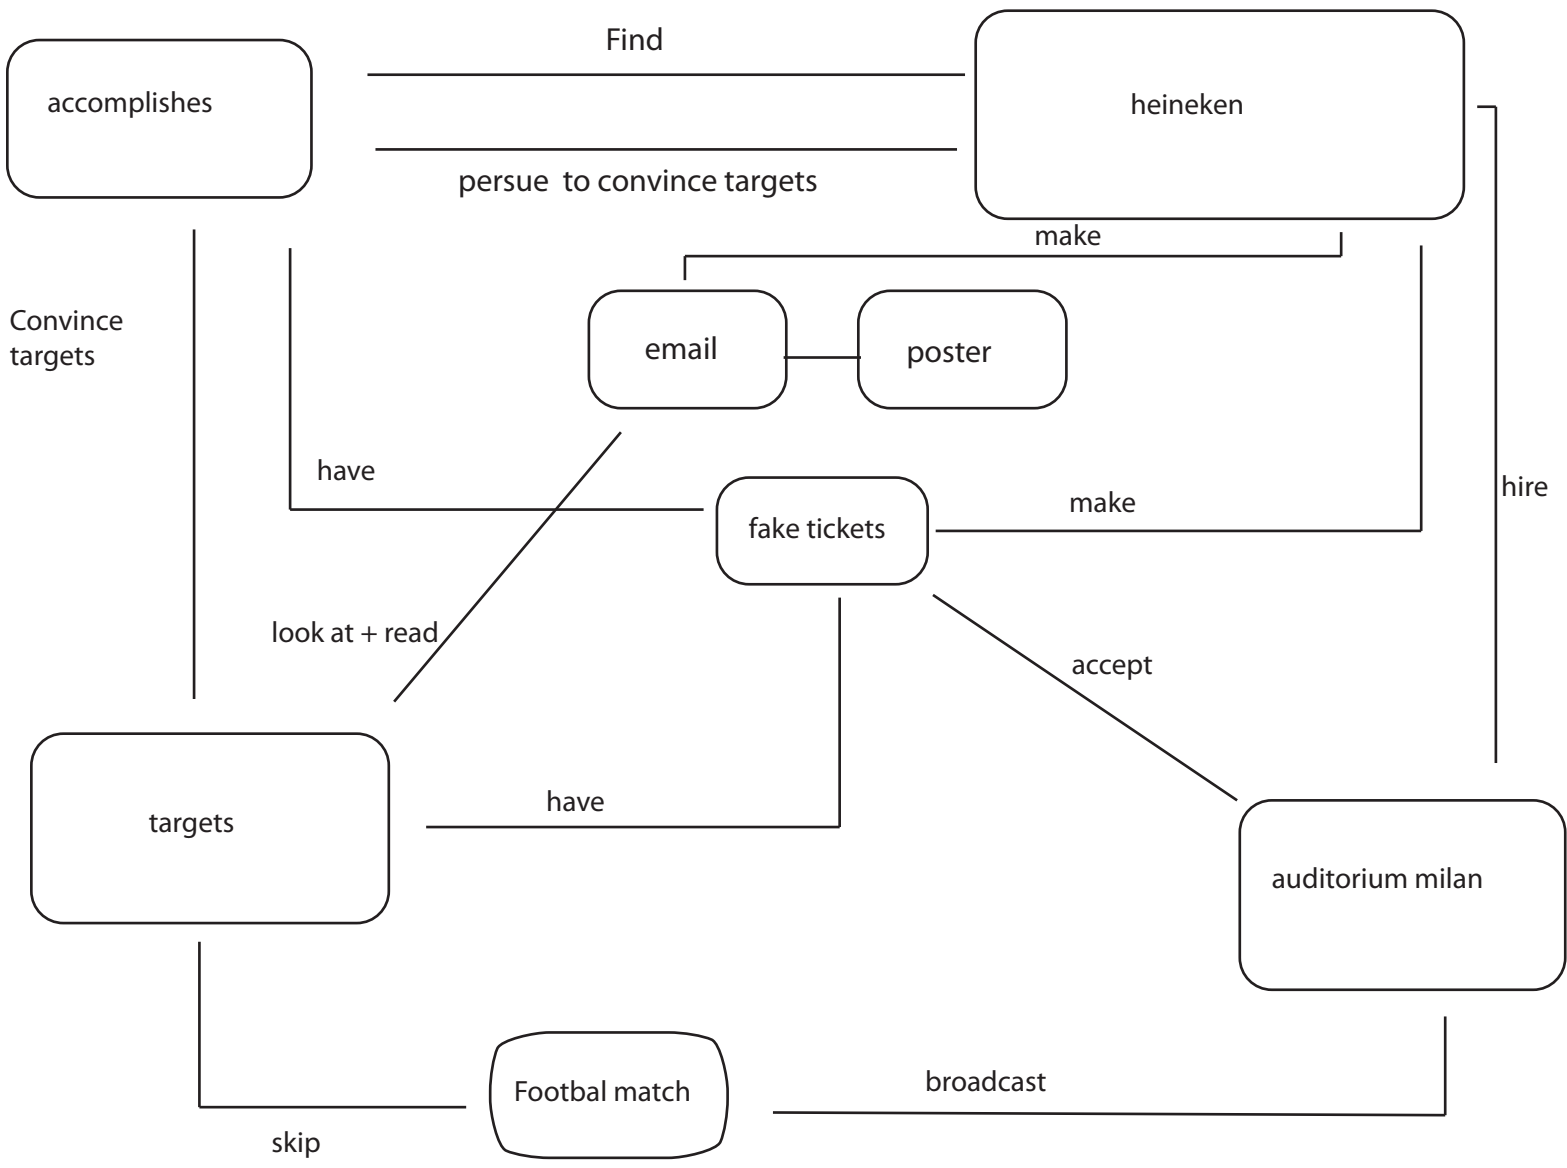 Find
accomplishes
heineken
persue to convince targets
make
Convince
targets
email
poster
have
fake tickets
make
hire
look at + read
accept
have
targets
auditorium milan
Footbal match
broadcast
skip